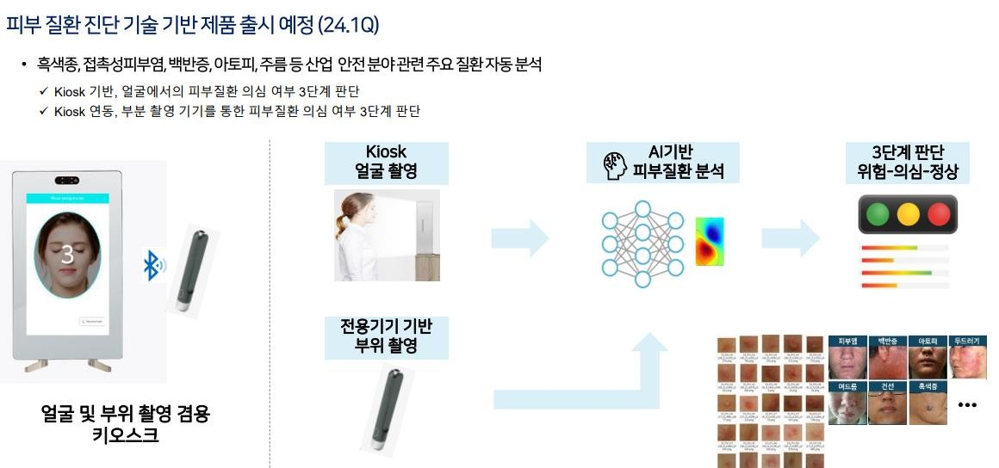 피부 질환 진단 기술 기반 제품 출시 예정 (24.1Q)
• 흑색종, 접촉성피부염, 백반증, 아토피, 주름 등 산업 안전 분야 관련 주요 질환 자동 분석
✓ Kiosk 기반, 얼굴에서의 피부질환 의심 여부 3단계 판단
✓ Kiosk 연동, 부분 촬영 기기를 통한 피부질환 의심 여부 3단계 판단
3
얼굴 및 부위 촬영 겸용
키오스크
Kiosk
얼굴 촬영
전용기기 기반
부위 촬영
AI기반
피부질환 분석
3단계 판단
위험-의심-정상
피부염 백반증 아토피 두드러기
여드름 건선 흑색종
•••